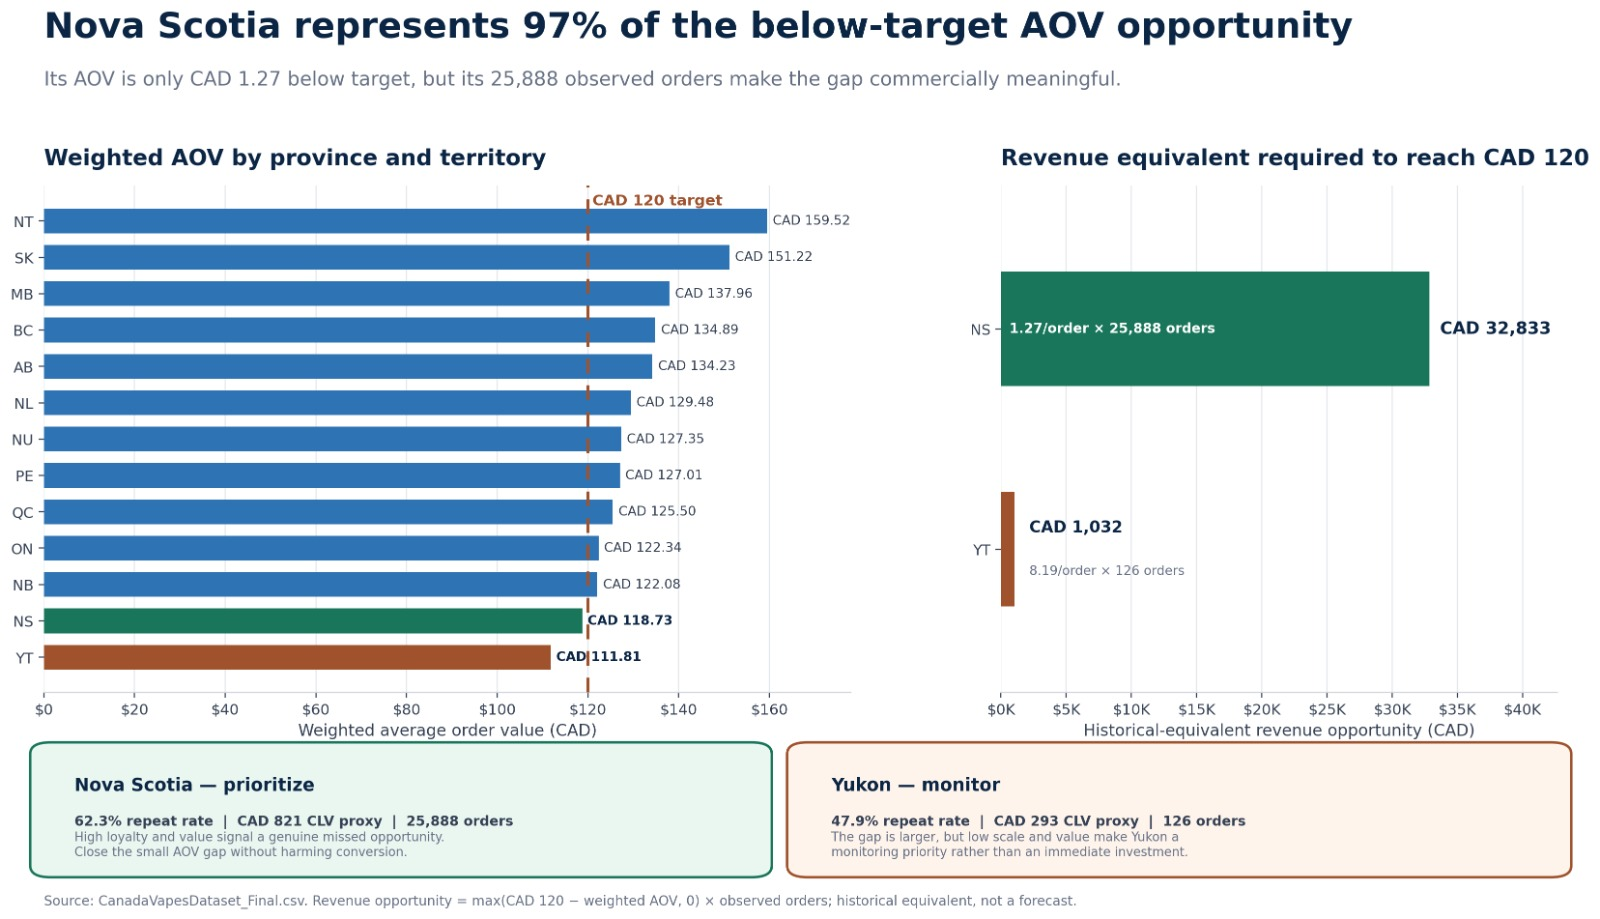 Nova Scotia represents 97% of the below-target AOV opportunity
Its AOV is only CAD 1.27 below target, but its 25,888 observed orders make the gap commercially meaningful.
Weighted AOV by province and territory
CAD 120 target
NT CAD 159.52
SK CAD 151.22
MB CAD 137.96
BC CAD 134.89
AB CAD 134.23
NL CAD 129.48
NU CAD 127.35
PE CAD 127.01
QC CAD 125.50
ON CAD 122.34
NB CAD 122.08
NS CAD 118.73
YT CAD 111.81
$0 $20 $40 $60 $80 $100 $120 $140 $160
Weighted average order value (CAD)
Revenue equivalent required to reach CAD 120
NS 1.27/order × 25,888 orders CAD 32,833
CAD 1,032
YT
8.19/order × 126 orders
$0K $5K $10K $15K $20K $25K $30K $35K $40K
Historical-equivalent revenue opportunity (CAD)
Nova Scotia — prioritize
62.3% repeat rate | CAD 821 CLV proxy | 25,888 orders
High loyalty and value signal a genuine missed opportunity.
Close the small AOV gap without harming conversion.
Yukon — monitor
47.9% repeat rate | CAD 293 CLV proxy | 126 orders
The gap is larger, but low scale and value make Yukon a
monitoring priority rather than an immediate investment.
Source: CanadaVapesDataset_Final.csv. Revenue opportunity = max(CAD 120 − weighted AOV, 0) × observed orders; historical equivalent, not a forecast.